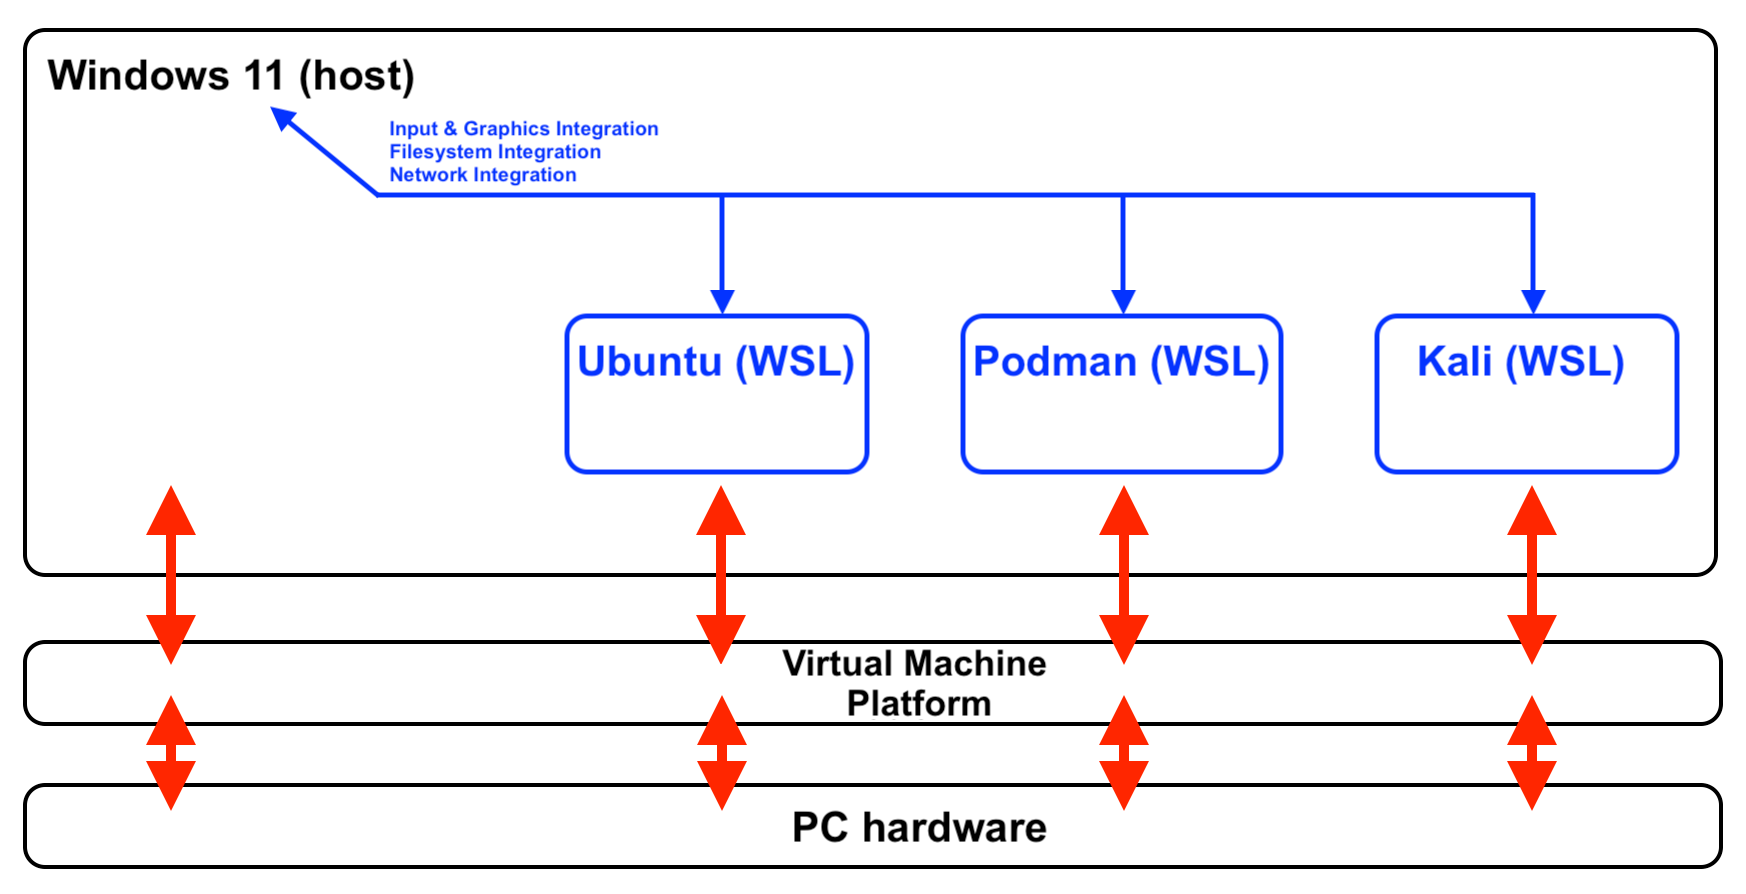 Windows 11 (host)
Input & Graphics Integration
Filesystem Integration
Network Integration
Ubuntu (WSL)
Podman (WSL)
Kali (WSL)
Virtual Machine
Platform
PC hardware